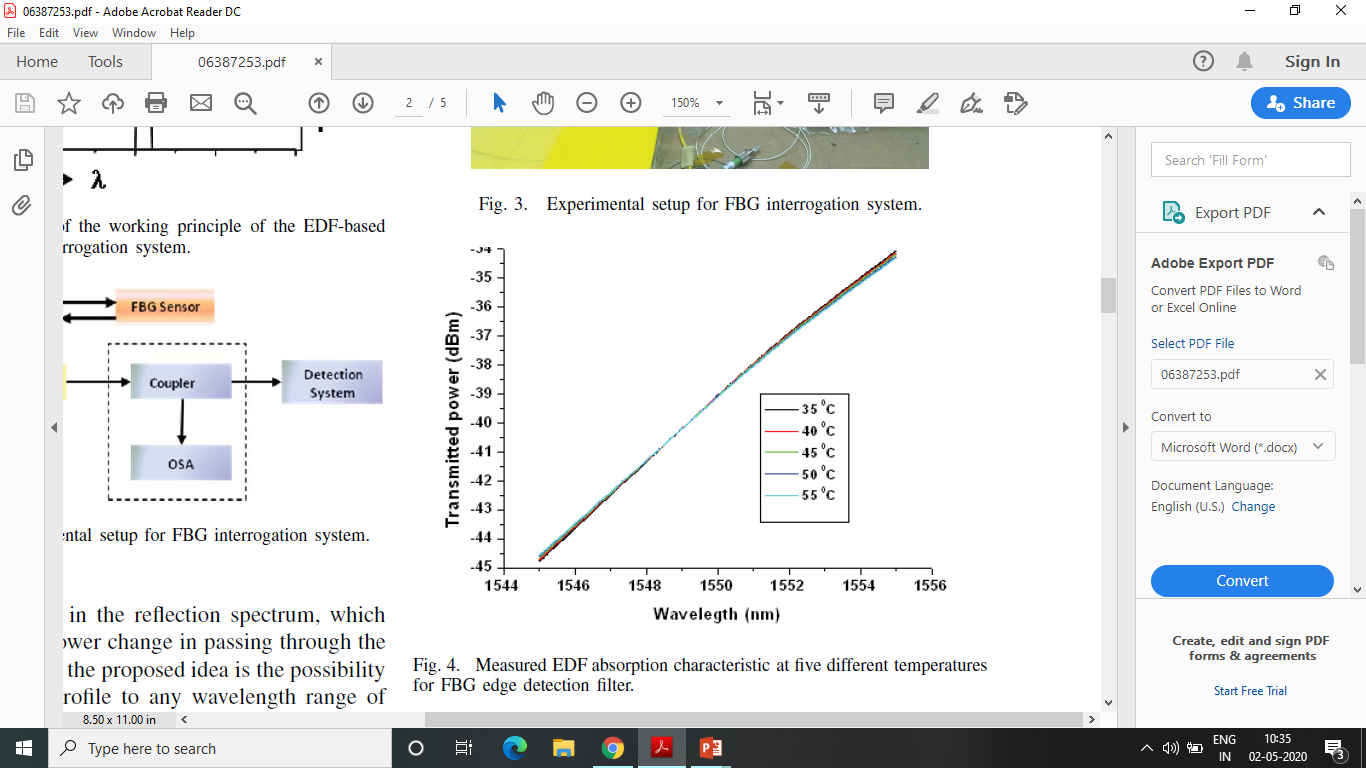 06387253.pdf - Adobe Acrobat Reader DC
File Edit View Window Help
Home Tools 06387253.pdf × Sign In
2 / 5 150% Share
λ
of the working principle of the EDF-based
rrogation system.
FBG Sensor
Coupler
Detection
System
OSA
ental setup for FBG interrogation system.
in the reflection spectrum, which
ower change in passing through the
the proposed idea is the possibility
rofile to any wavelength range of
8.50 x 11.00 in
Fig. 3. Experimental setup for FBG interrogation system.
Transmitted power (dBm)
-34
-35
-36
-37
-38
-39
-40
-41
-42
-43
-44
-45
35 ⁰C
40 ⁰C
45 ⁰C
50 ⁰C
55 ⁰C
1544 1546 1548 1550 1552 1554 1556
Wavelegth (nm)
Fig. 4. Measured EDF absorption characteristic at five different temperatures
for FBG edge detection filter.
Search 'Fill Form'
Export PDF
Adobe Export PDF
Convert PDF Files to Word
or Excel Online
Select PDF File
06387253.pdf
Convert to
Microsoft Word (*.docx)
Document Language:
English (U.S.) Change
Convert
Create, edit and sign PDF
forms & agreements
Start Free Trial
Type here to search
ENG
IN
10:35
02-05-2020
3